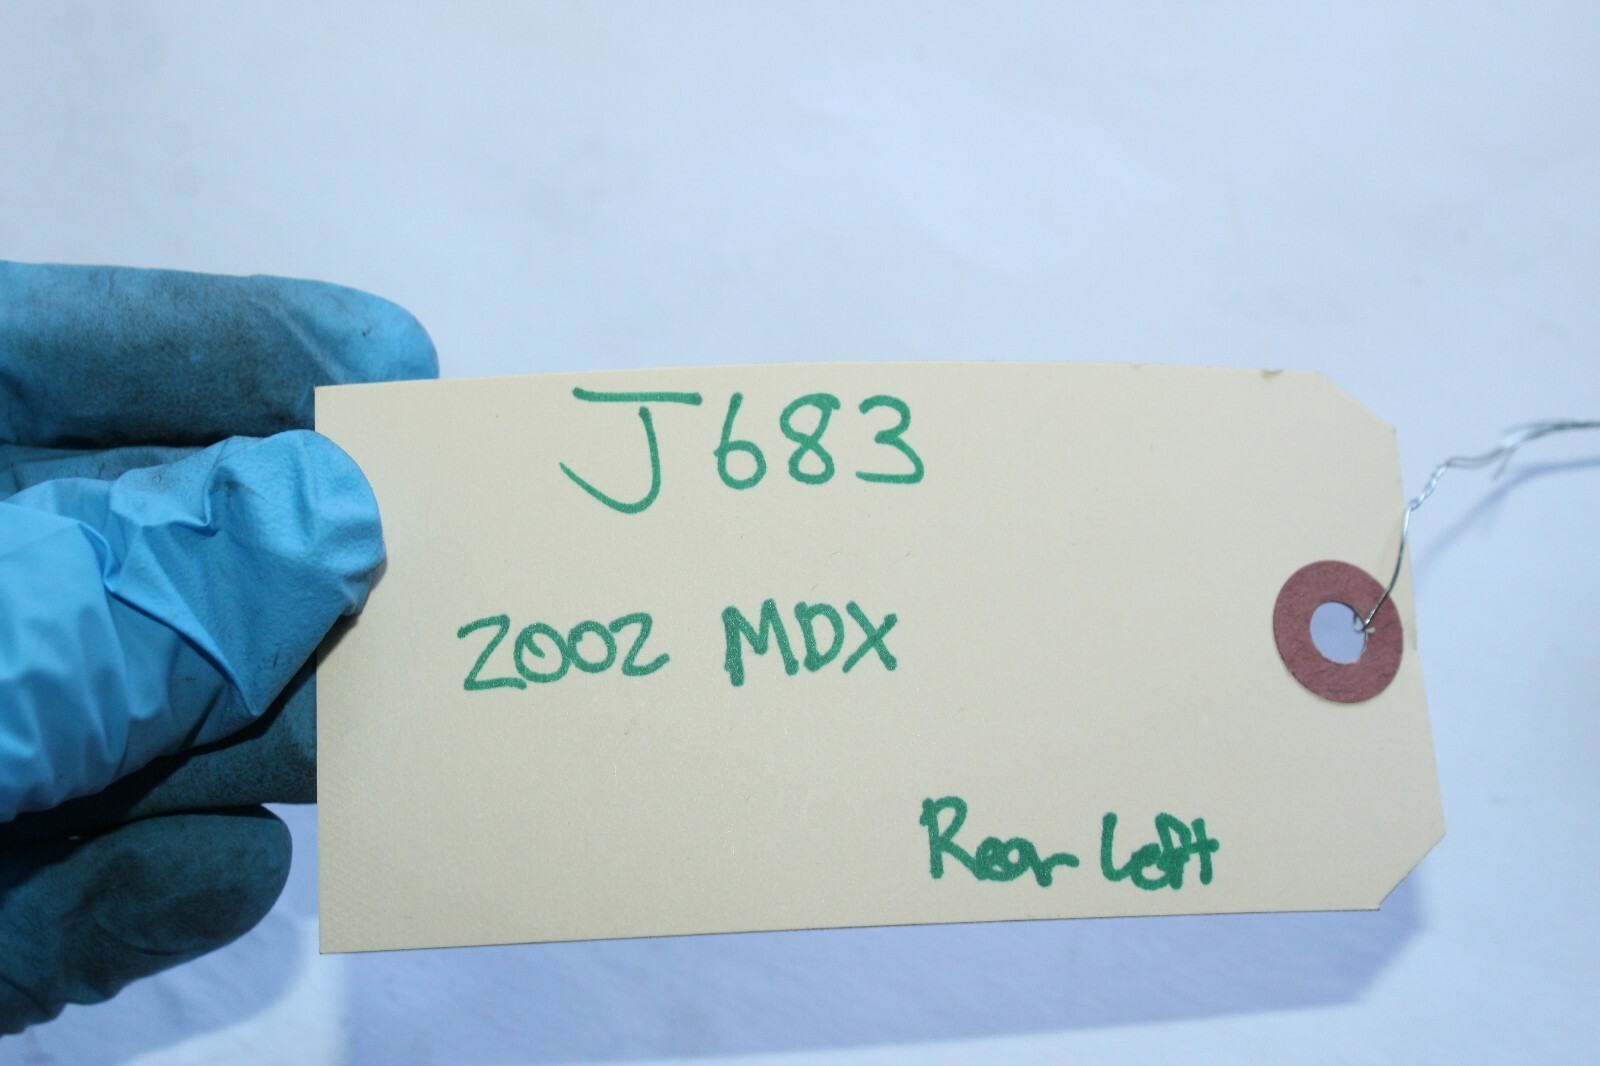 J683
2002 MDX
Rear Left